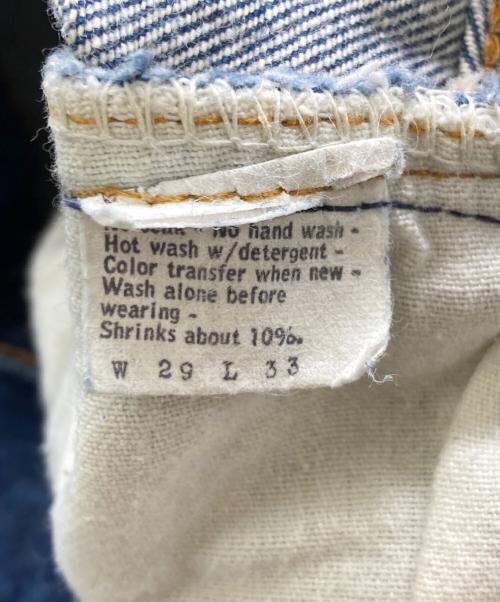 No hand wash -
Hot wash w/detergent -
Color transfer when new -
Wash alone before
wearing -
Shrinks about 10%.
W 29 L 33